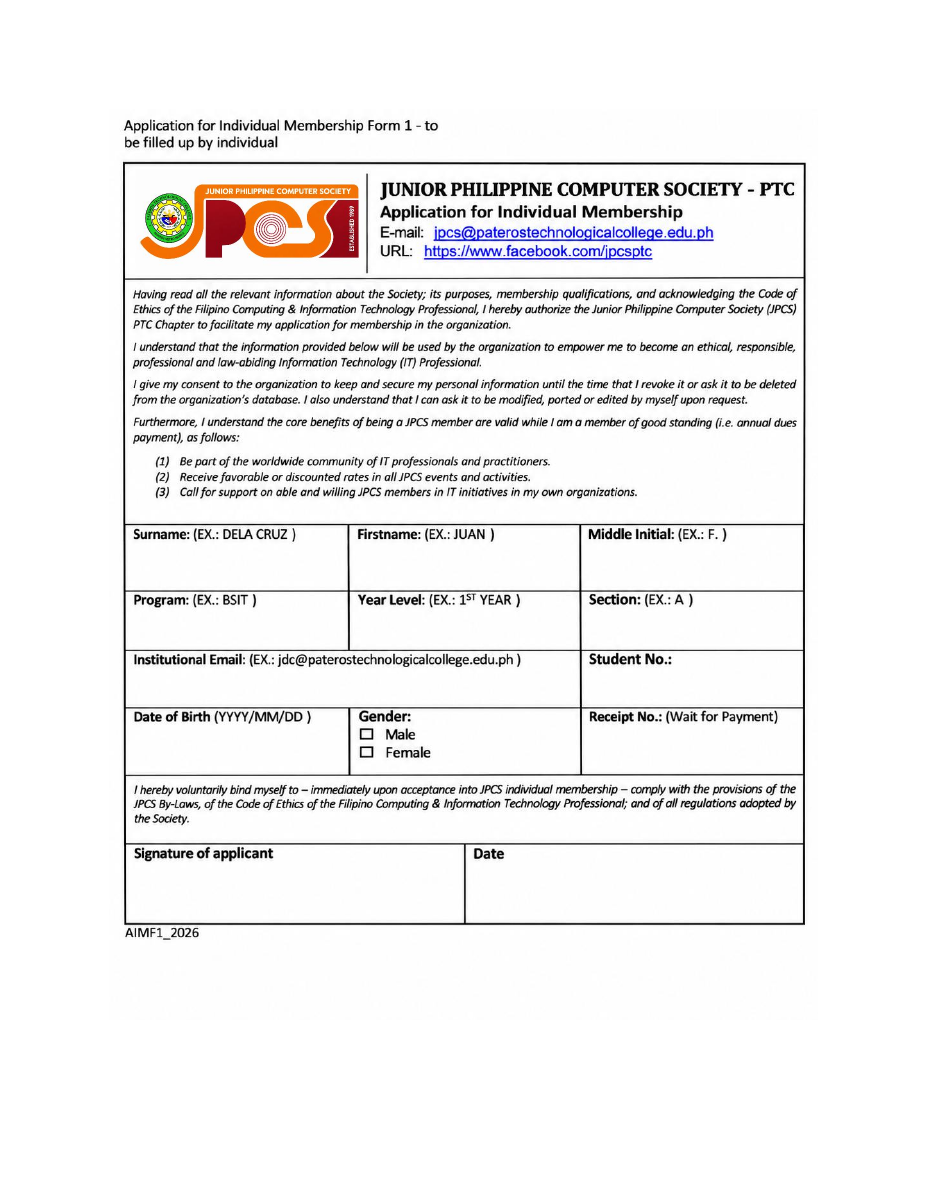 Application for Individual Membership Form 1 - to
be filled up by individual
JUNIOR PHILIPPINE COMPUTER SOCIETY
JPCS
ESTABLISHED 1989
JUNIOR PHILIPPINE COMPUTER SOCIETY - PTC
Application for Individual Membership
E-mail: jpcs@paterostechnologicalcollege.edu.ph
URL: https://www.facebook.com/jpcsptc
Having read all the relevant information about the Society; its purposes, membership qualifications, and acknowledging the Code of
Ethics of the Filipino Computing & Information Technology Professional, I hereby authorize the Junior Philippine Computer Society (JPCS)
PTC Chapter to facilitate my application for membership in the organization.
I understand that the information provided below will be used by the organization to empower me to become an ethical, responsible,
professional and law-abiding Information Technology (IT) Professional.
I give my consent to the organization to keep and secure my personal information until the time that I revoke it or ask it to be deleted
from the organization's database. I also understand that I can ask it to be modified, ported or edited by myself upon request.
Furthermore, I understand the core benefits of being a JPCS member are valid while I am a member of good standing (i.e. annual dues
payment), as follows:
(1) Be part of the worldwide community of IT professionals and practitioners.
(2) Receive favorable or discounted rates in all JPCS events and activities.
(3) Call for support on able and willing JPCS members in IT initiatives in my own organizations.
Surname: (EX.: DELA CRUZ )
Firstname: (EX.: JUAN )
Middle Initial: (EX.: F. )
Program: (EX.: BSIT )
Year Level: (EX.: 1ST YEAR )
Section: (EX.: A )
Institutional Email: (EX.: jdc@paterostechnologicalcollege.edu.ph )
Student No.:
Date of Birth (YYYY/MM/DD )
Gender:
☐ Male
☐ Female
Receipt No.: (Wait for Payment)
I hereby voluntarily bind myself to – immediately upon acceptance into JPCS individual membership – comply with the provisions of the
JPCS By-Laws, of the Code of Ethics of the Filipino Computing & Information Technology Professional; and of all regulations adopted by
the Society.
Signature of applicant
Date
AIMF1_2026